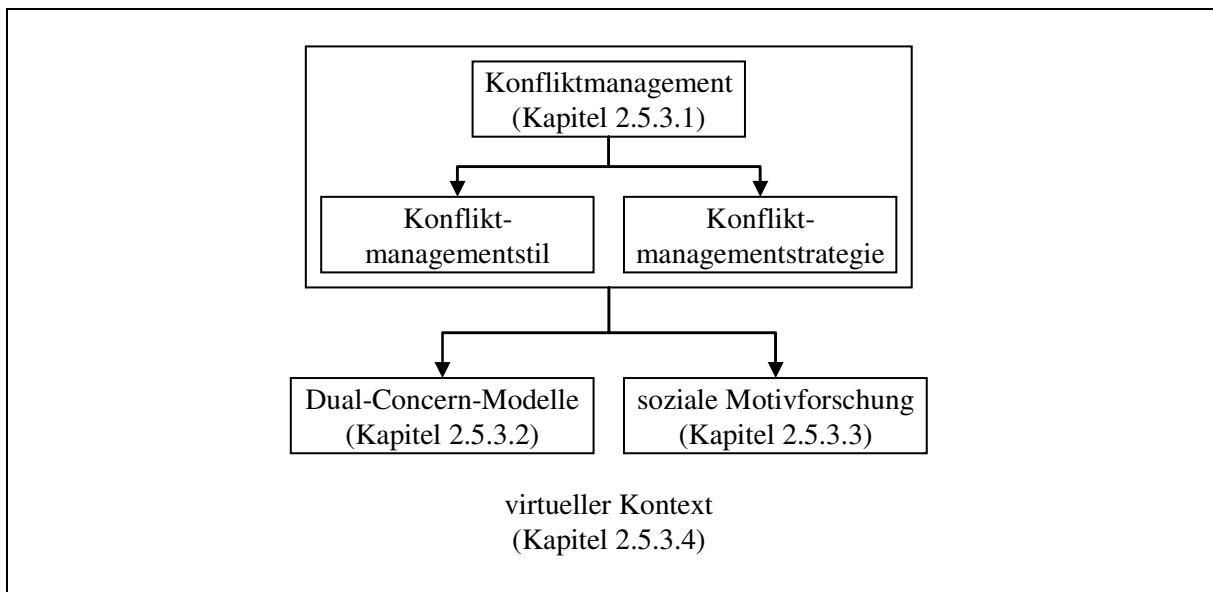 Konfliktmanagement
(Kapitel 2.5.3.1)
Konflikt-
managementstil
Konflikt-
managementstrategie
Dual-Concern-Modelle
(Kapitel 2.5.3.2)
soziale Motivforschung
(Kapitel 2.5.3.3)
virtueller Kontext
(Kapitel 2.5.3.4)